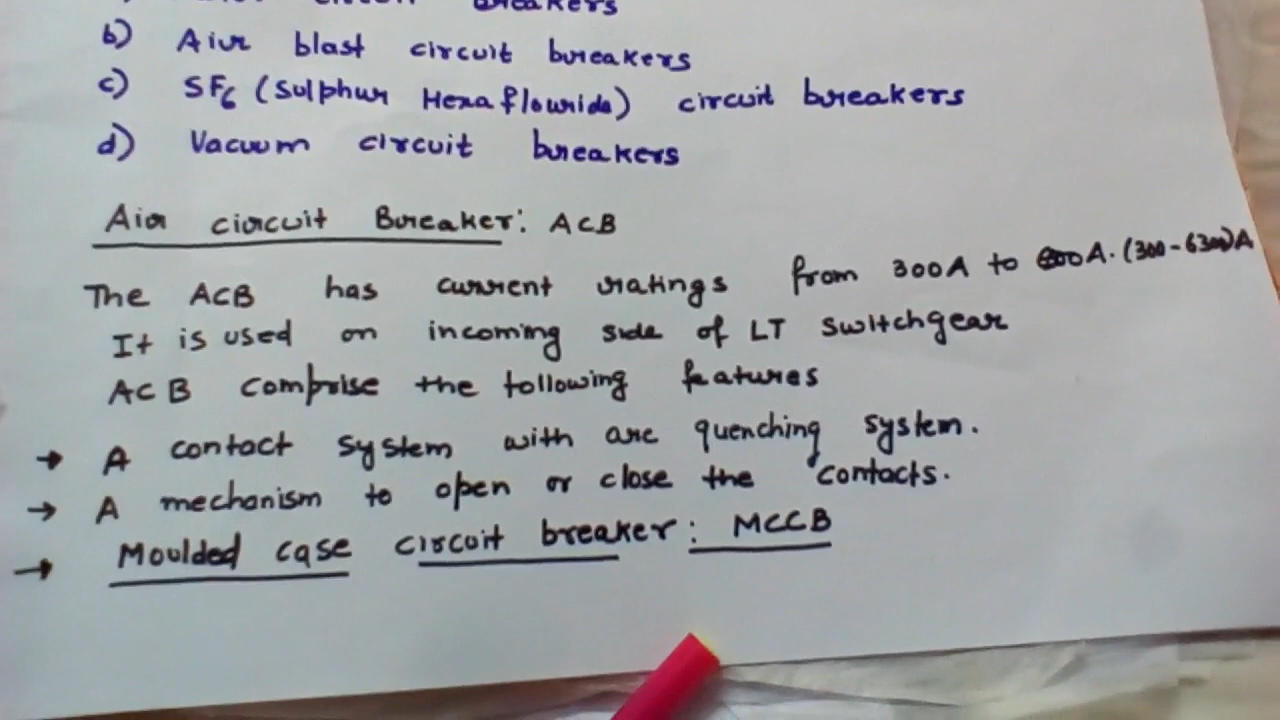 circuit breakers
b) Air blast circuit breakers
c) SF6 (Sulphur Hexaflouride) circuit breakers
d) Vacuum circuit breakers
Air circuit Breaker: ACB
The ACB has current ratings from 300A to A. (300-6300)A
It is used on incoming side of LT switchgear
ACB comprise the following features
→ A contact system with arc quenching system.
→ A mechanism to open or close the contacts.
→ Moulded case circuit breaker: MCCB